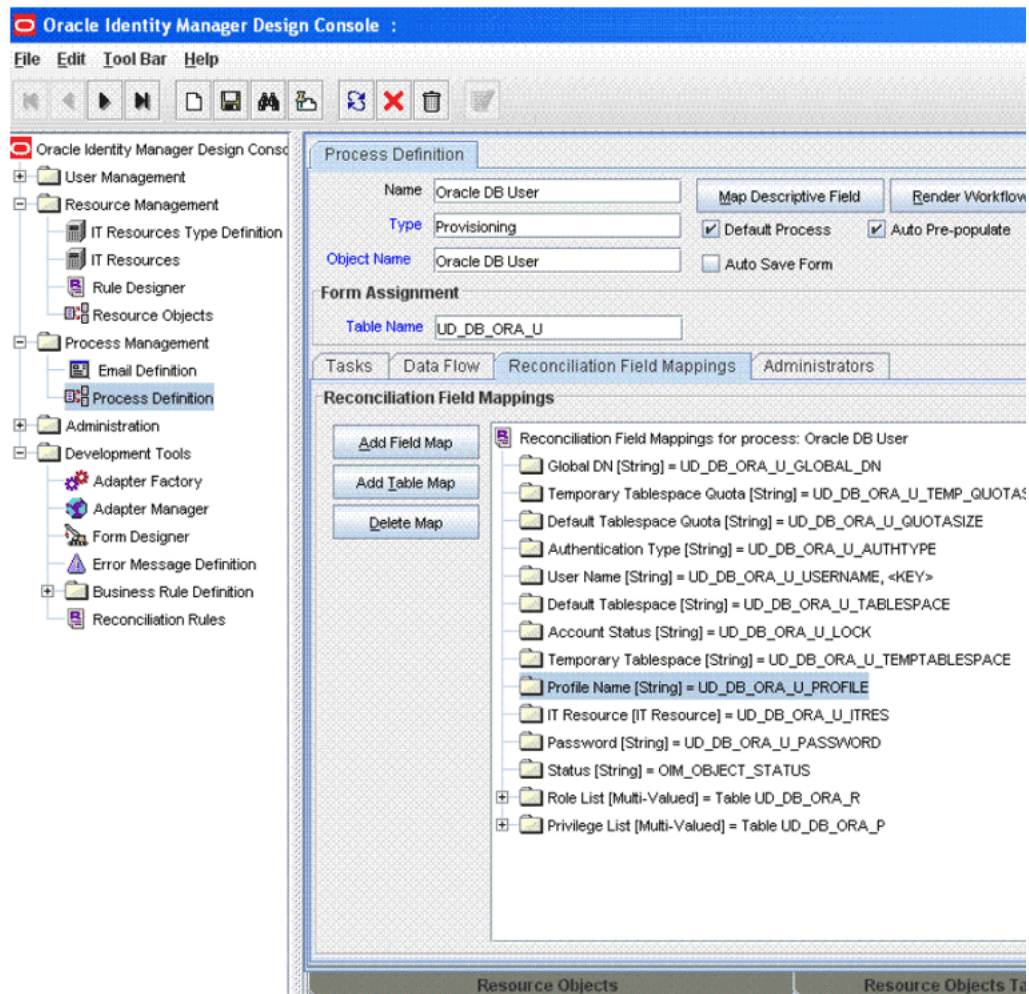 Oracle Identity Manager Design Console :
File Edit Tool Bar Help
Oracle Identity Manager Design Conso
User Management
Resource Management
IT Resources Type Definition
IT Resources
Rule Designer
Resource Objects
Process Management
Email Definition
Process Definition
Administration
Development Tools
Adapter Factory
Adapter Manager
Form Designer
Error Message Definition
Business Rule Definition
Reconciliation Rules
Process Definition
Name Oracle DB User Map Descriptive Field Render Workflow
Type Provisioning Default Process Auto Pre-populate
Object Name Oracle DB User Auto Save Form
Form Assignment
Table Name UD_DB_ORA_U
Tasks Data Flow Reconciliation Field Mappings Administrators
Reconciliation Field Mappings
Add Field Map
Add Table Map
Delete Map
Reconciliation Field Mappings for process: Oracle DB User
Global DN [String] = UD_DB_ORA_U_GLOBAL_DN
Temporary Tablespace Quota [String] = UD_DB_ORA_U_TEMP_QUOTAS
Default Tablespace Quota [String] = UD_DB_ORA_U_QUOTASIZE
Authentication Type [String] = UD_DB_ORA_U_AUTHTYPE
User Name [String] = UD_DB_ORA_U_USERNAME, <KEY>
Default Tablespace [String] = UD_DB_ORA_U_TABLESPACE
Account Status [String] = UD_DB_ORA_U_LOCK
Temporary Tablespace [String] = UD_DB_ORA_U_TEMPTABLESPACE
Profile Name [String] = UD_DB_ORA_U_PROFILE
IT Resource [IT Resource] = UD_DB_ORA_U_ITRES
Password [String] = UD_DB_ORA_U_PASSWORD
Status [String] = OIM_OBJECT_STATUS
Role List [Multi-Valued] = Table UD_DB_ORA_R
Privilege List [Multi-Valued] = Table UD_DB_ORA_P
Resource Objects Resource Objects Ta